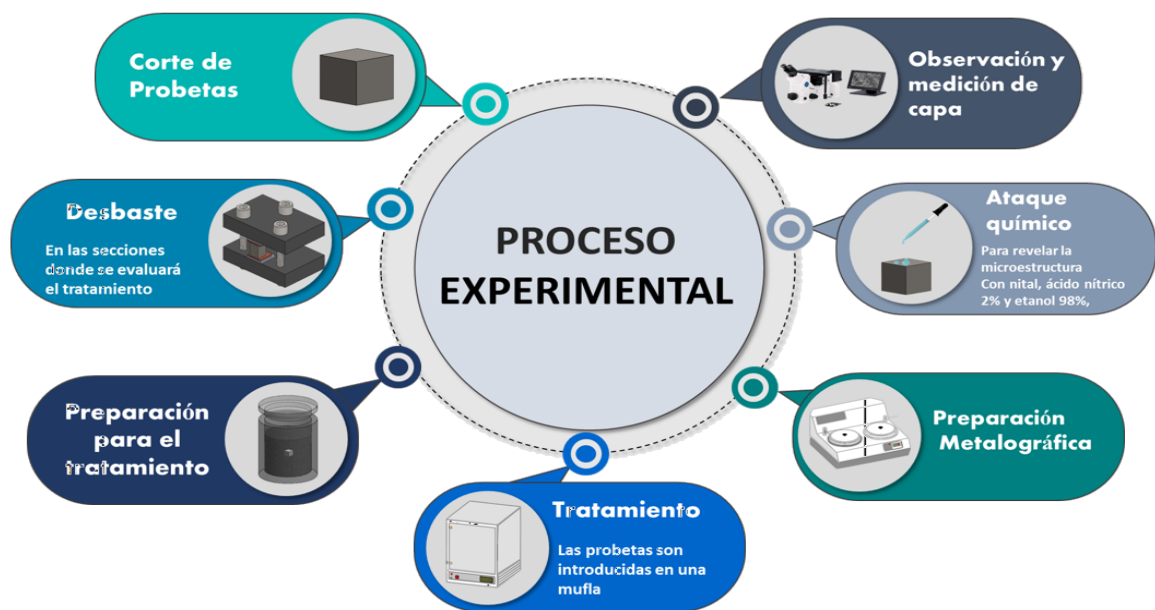 PROCESO
EXPERIMENTAL
Corte de
Probetas
Desbaste
En las secciones
donde se evaluará
el tratamiento
Preparación
para el
tratamiento
Tratamiento
Las probetas son
introducidas en una
mufla
Preparación
Metalográfica
Ataque
químico
Para revelar la
microestructura
Con nital, ácido nítrico
2% y etanol 98%,
Observación y
medición de
capa